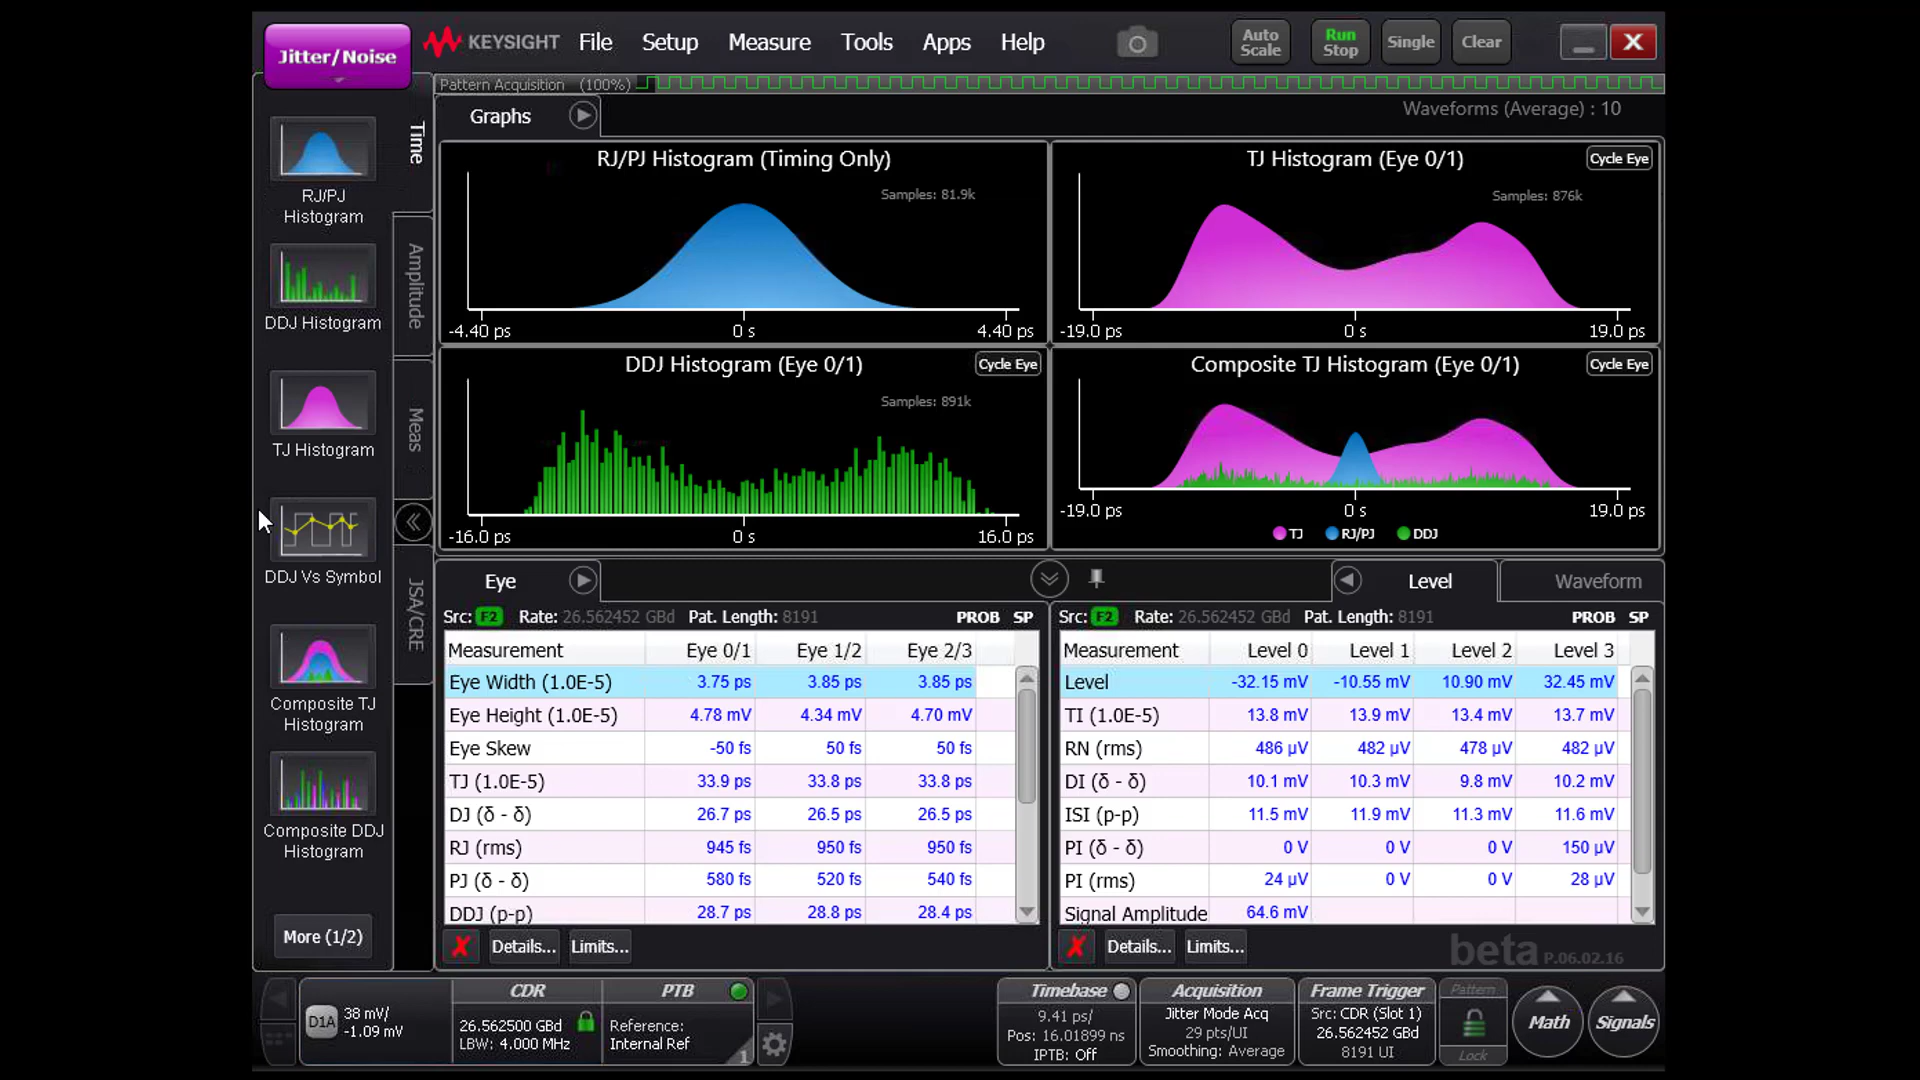 Jitter/Noise
KEYSIGHT
File
Setup
Measure
Tools
Apps
Help
Auto
Scale
Run
Stop
Single
Clear
Pattern Acquisition (100%)
Graphs
Waveforms (Average) : 10
Time
Amplitude
Meas
JSA/CRE
RJ/PJ
Histogram
DDJ Histogram
TJ Histogram
DDJ Vs Symbol
Composite TJ
Histogram
Composite DDJ
Histogram
More (1/2)
RJ/PJ Histogram (Timing Only)
Samples: 81.9k
-4.40 ps
0 s
4.40 ps
TJ Histogram (Eye 0/1)
Cycle Eye
Samples: 876k
-19.0 ps
0 s
19.0 ps
DDJ Histogram (Eye 0/1)
Cycle Eye
Samples: 891k
-16.0 ps
0 s
16.0 ps
Composite TJ Histogram (Eye 0/1)
Cycle Eye
-19.0 ps
0 s
19.0 ps
TJ RJ/PJ DDJ
Eye
Src: F2 Rate: 26.562452 GBd Pat. Length: 8191 PROB SP
Measurement Eye 0/1 Eye 1/2 Eye 2/3
Eye Width (1.0E-5) 3.75 ps 3.85 ps 3.85 ps
Eye Height (1.0E-5) 4.78 mV 4.34 mV 4.70 mV
Eye Skew -50 fs 50 fs 50 fs
TJ (1.0E-5) 33.9 ps 33.8 ps 33.8 ps
DJ (δ - δ) 26.7 ps 26.5 ps 26.5 ps
RJ (rms) 945 fs 950 fs 950 fs
PJ (δ - δ) 580 fs 520 fs 540 fs
DDJ (p-p) 28.7 ps 28.8 ps 28.4 ps
Details...
Limits...
Level
Waveform
Src: F2 Rate: 26.562452 GBd Pat. Length: 8191 PROB SP
Measurement Level 0 Level 1 Level 2 Level 3
Level -32.15 mV -10.55 mV 10.90 mV 32.45 mV
TI (1.0E-5) 13.8 mV 13.9 mV 13.4 mV 13.7 mV
RN (rms) 486 μV 482 μV 478 μV 482 μV
DI (δ - δ) 10.1 mV 10.3 mV 9.8 mV 10.2 mV
ISI (p-p) 11.5 mV 11.9 mV 11.3 mV 11.6 mV
PI (δ - δ) 0 V 0 V 0 V 150 μV
PI (rms) 24 μV 0 V 0 V 28 μV
Signal Amplitude 64.6 mV
Details...
Limits...
beta P.06.02.16
D1A
38 mV/
-1.09 mV
CDR
26.562500 GBd
LBW: 4.000 MHz
PTB
Reference:
Internal Ref
1
Timebase
9.41 ps/
Pos: 16.01899 ns
IPTB: Off
Acquisition
Jitter Mode Acq
29 pts/UI
Smoothing: Average
Frame Trigger
Src: CDR (Slot 1)
26.562452 GBd
8191 UI
Pattern
Lock
Math
Signals